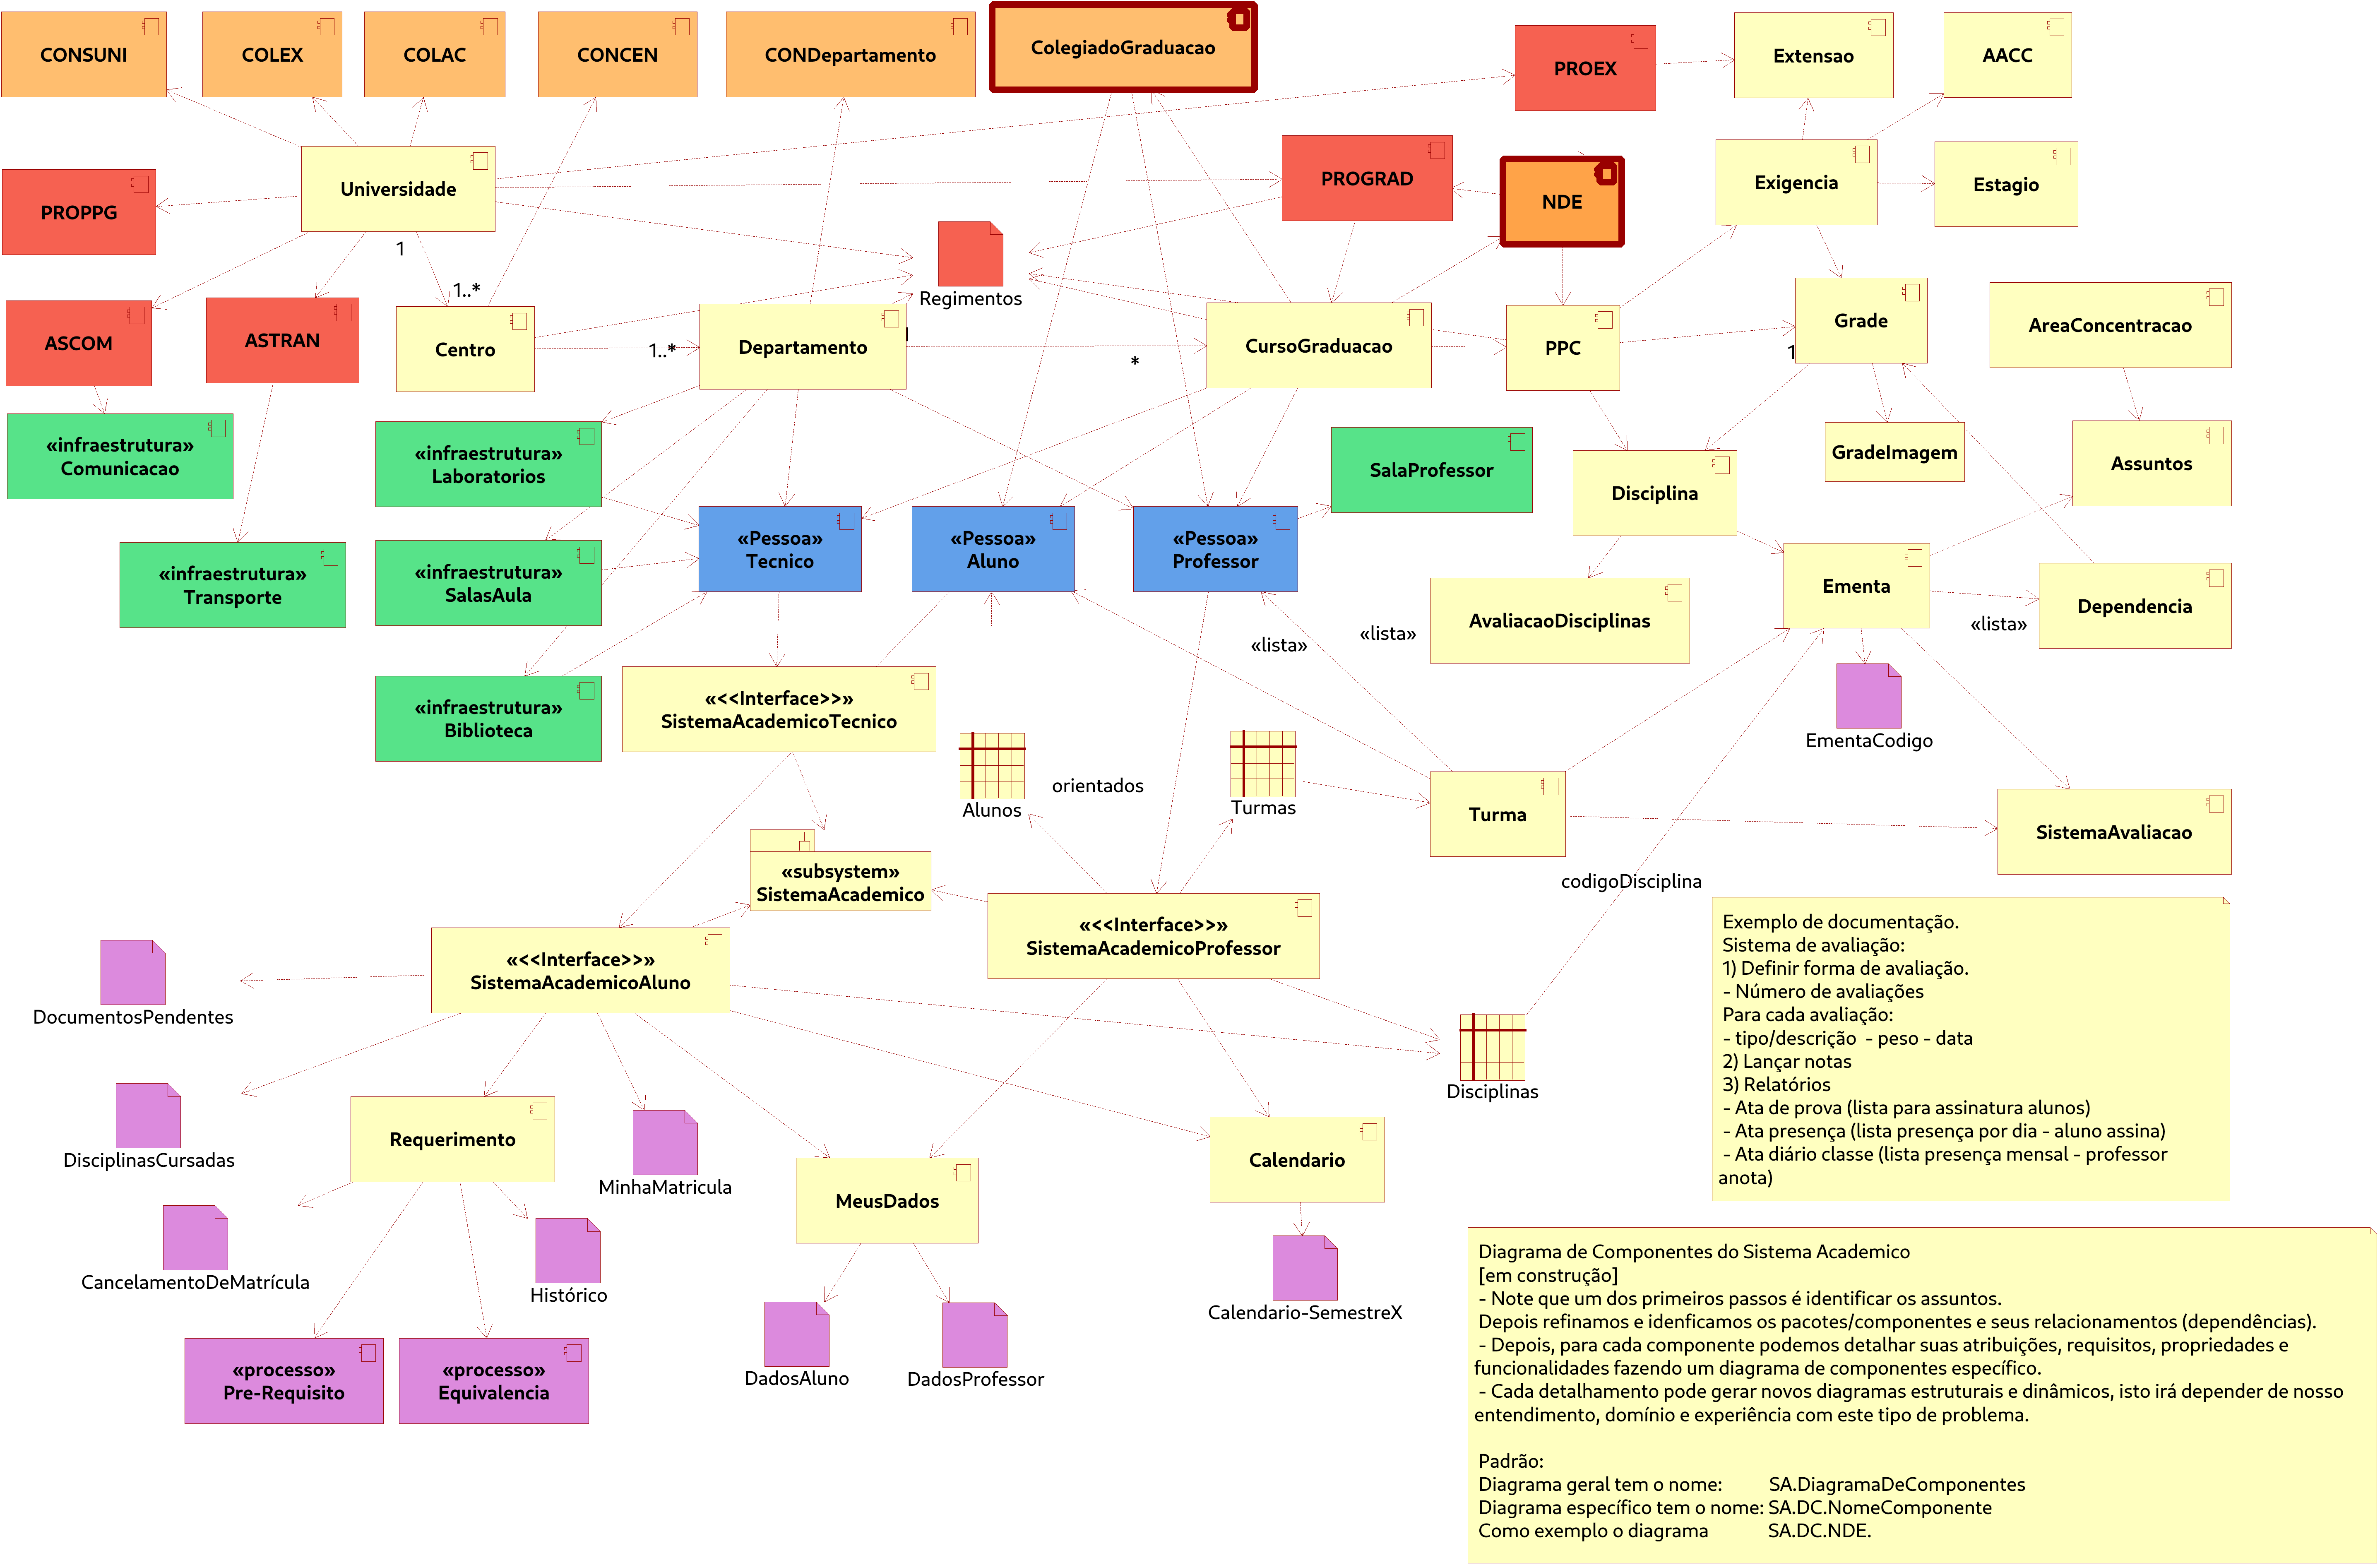 CONSUNI
COLEX
COLAC
CONCEN
CONDepartamento
ColegiadoGraduacao
PROEX
Extensao
AACC
PROPPG
Universidade
PROGRAD
NDE
Exigencia
Estagio
1
1..*
Regimentos
ASCOM
ASTRAN
Centro
1..*
Departamento
*
CursoGraduacao
PPC
1
Grade
AreaConcentracao
«infraestrutura»
Comunicacao
«infraestrutura»
Laboratorios
SalaProfessor
Disciplina
GradeImagem
Assuntos
«infraestrutura»
Transporte
«infraestrutura»
SalasAula
«Pessoa»
Tecnico
«Pessoa»
Aluno
«Pessoa»
Professor
AvaliacaoDisciplinas
Ementa
«lista»
Dependencia
«lista»
«lista»
«infraestrutura»
Biblioteca
«<<Interface>>»
SistemaAcademicoTecnico
EmentaCodigo
Alunos
orientados
Turmas
Turma
SistemaAvaliacao
«subsystem»
SistemaAcademico
codigoDisciplina
«<<Interface>>»
SistemaAcademicoProfessor
«<<Interface>>»
SistemaAcademicoAluno
DocumentosPendentes
Disciplinas
Exemplo de documentação.
Sistema de avaliação:
1) Definir forma de avaliação.
- Número de avaliações
Para cada avaliação:
- tipo/descrição - peso - data
2) Lançar notas
3) Relatórios
- Ata de prova (lista para assinatura alunos)
- Ata presença (lista presença por dia - aluno assina)
- Ata diário classe (lista presença mensal - professor
anota)
DisciplinasCursadas
Requerimento
MinhaMatricula
MeusDados
Calendario
CancelamentoDeMatrícula
Histórico
Calendario-SemestreX
DadosAluno
DadosProfessor
«processo»
Pre-Requisito
«processo»
Equivalencia
Diagrama de Componentes do Sistema Academico
[em construção]
- Note que um dos primeiros passos é identificar os assuntos.
Depois refinamos e idenficamos os pacotes/componentes e seus relacionamentos (dependências).
- Depois, para cada componente podemos detalhar suas atribuições, requisitos, propriedades e
funcionalidades fazendo um diagrama de componentes específico.
- Cada detalhamento pode gerar novos diagramas estruturais e dinâmicos, isto irá depender de nosso
entendimento, domínio e experiência com este tipo de problema.
Padrão:
Diagrama geral tem o nome: SA.DiagramaDeComponentes
Diagrama específico tem o nome: SA.DC.NomeComponente
Como exemplo o diagrama SA.DC.NDE.